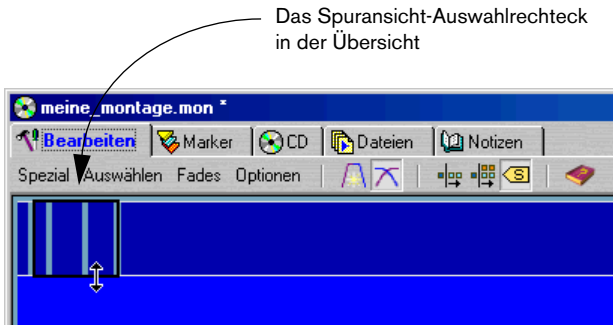 Das Spuransicht-Auswahlrechteck
in der Übersicht
meine_montage.mon *
Bearbeiten Marker CD Dateien Notizen
Spezial Auswählen Fades Optionen S